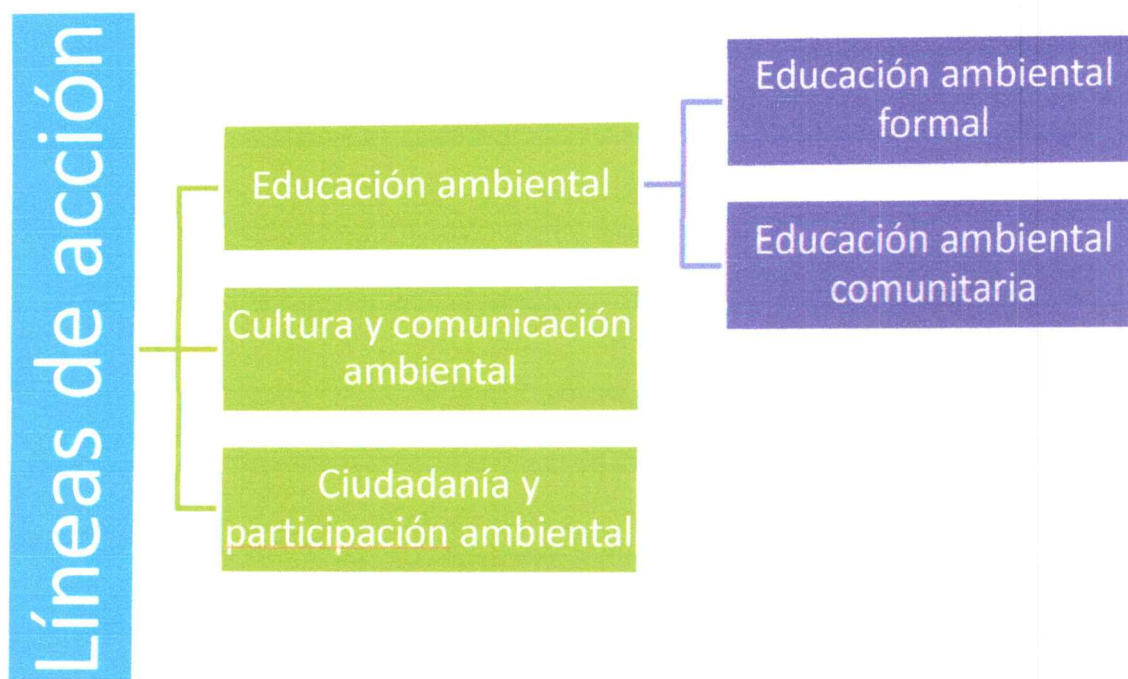 Líneas de acción
Educación ambiental
Cultura y comunicación
ambiental
Ciudadanía y
participación ambiental
Educación ambiental
formal
Educación ambiental
comunitaria